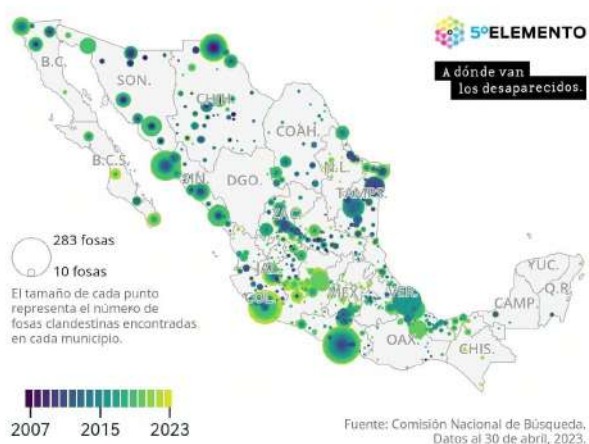 5ºELEMENTO
A dónde van
los desaparecidos.
B.C.
SON.
CHIH.
COAH.
B.C.S.
SIN.
DGO.
N.L.
TAMPS.
ZAC.
283 fosas
10 fosas
El tamaño de cada punto
representa el número de
fosas clandestinas encontradas
en cada municipio.
JAL.
COL.
MEX.
VER.
YUC.
Q.R.
CAMP.
OAX.
CHIS.
2007 2015 2023
Fuente: Comisión Nacional de Búsqueda.
Datos al 30 de abril, 2023.